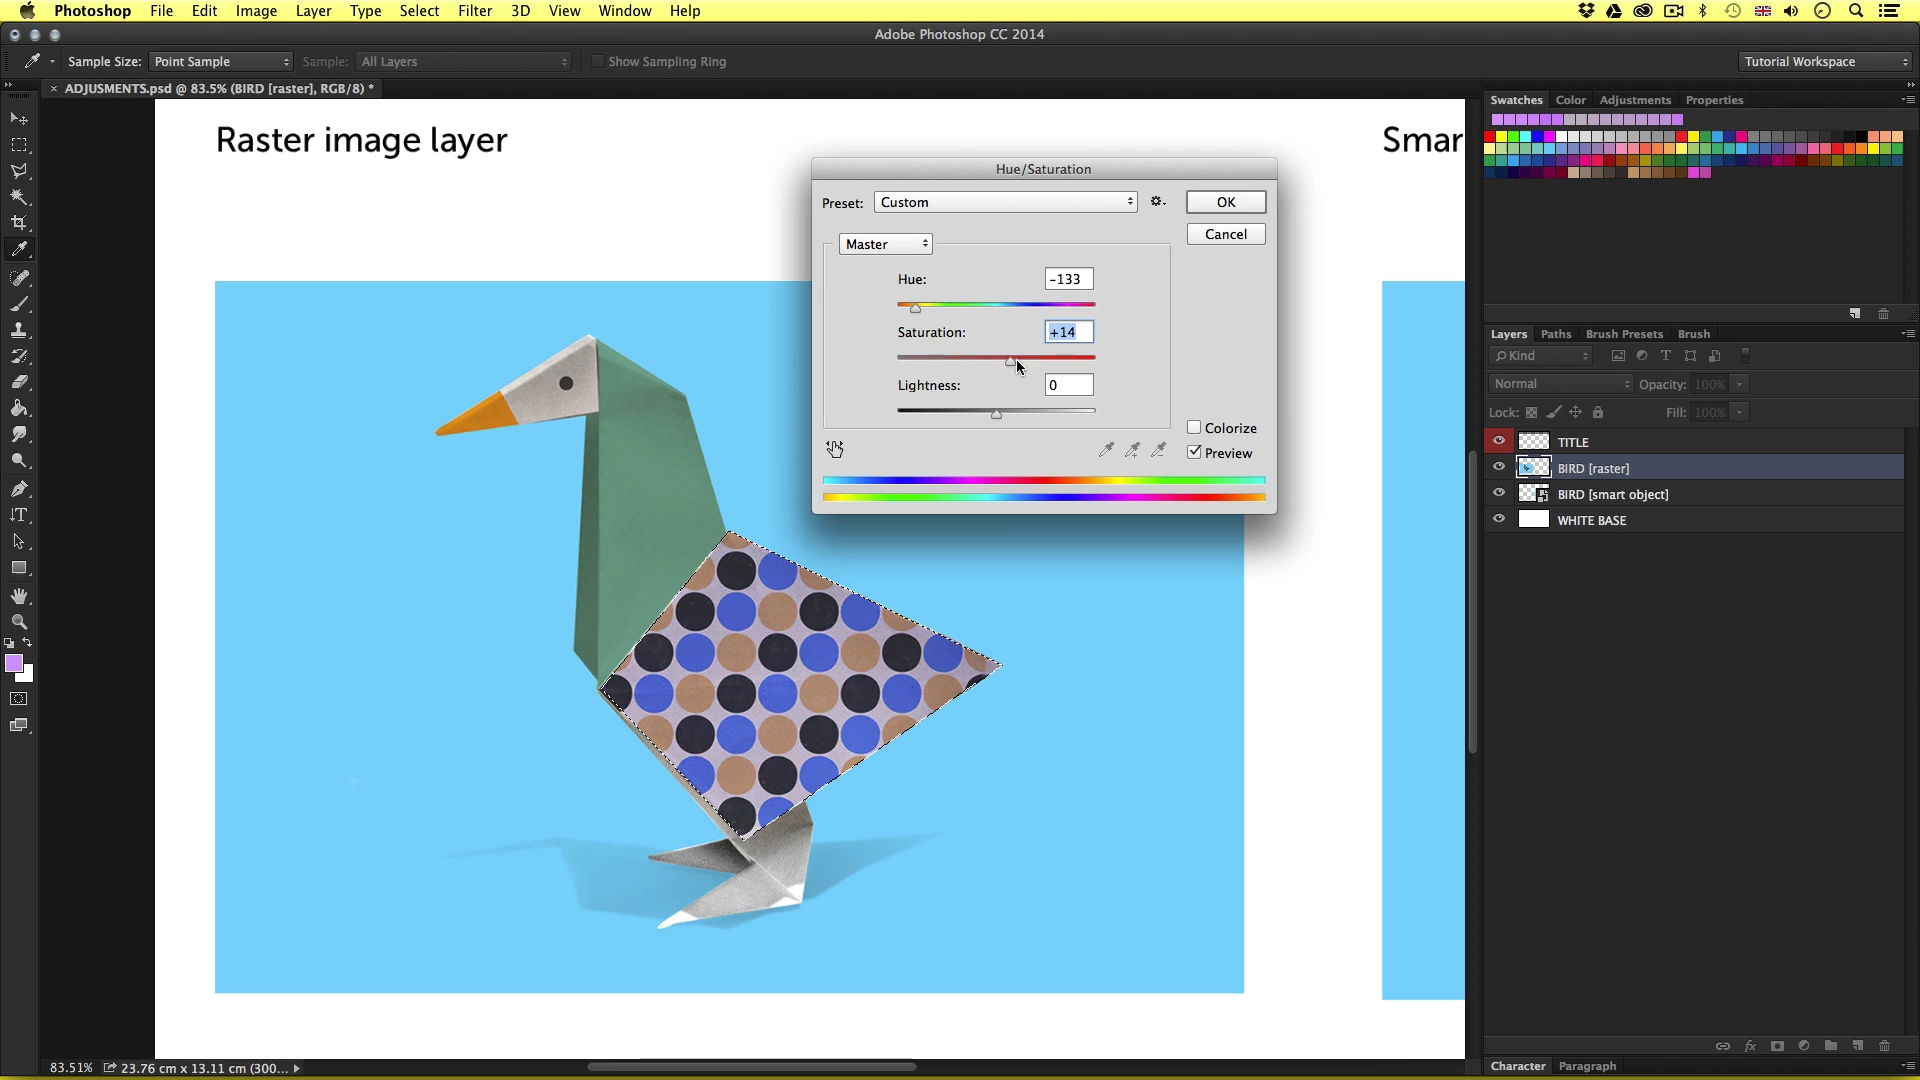 Photoshop File Edit Image Layer Type Select Filter 3D View Window Help
Adobe Photoshop CC 2014
Sample Size: Point Sample Sample: All Layers Show Sampling Ring Tutorial Workspace
× ADJUSMENTS.psd @ 83.5% (BIRD [raster], RGB/8) *
Swatches Color Adjustments Properties
Raster image layer
Smar
Hue/Saturation
Preset: Custom OK
Cancel
Master
Hue: -133
Saturation: +14
Lightness: 0
Colorize
Preview
Layers Paths Brush Presets Brush
Kind
Normal Opacity: 100%
Lock: Fill: 100%
TITLE
BIRD [raster]
BIRD [smart object]
WHITE BASE
83.51% 23.76 cm x 13.11 cm (300...
Character Paragraph